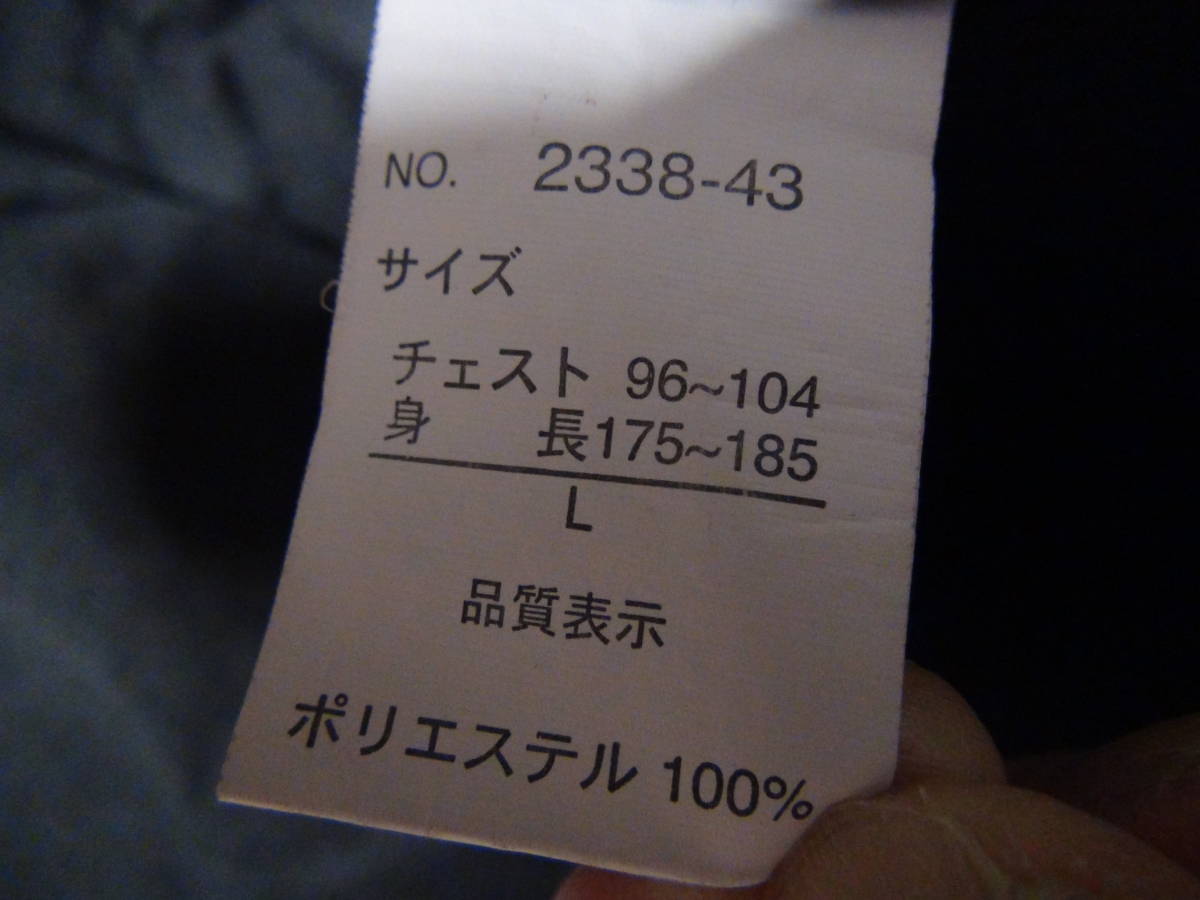 NO. 2338-43
サイズ
チェスト 96~104
身 長175~185
L
品質表示
ポリエステル 100%